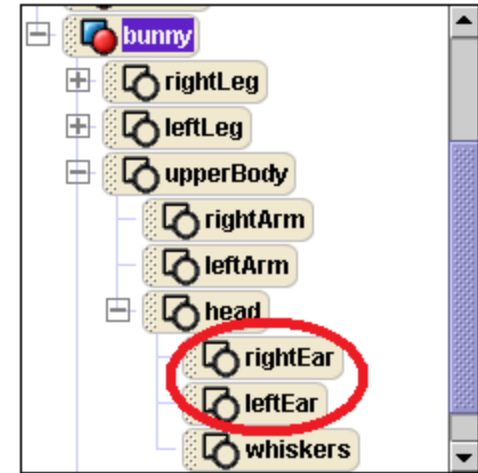 bunny
rightLeg
leftLeg
upperBody
rightArm
leftArm
head
rightEar
leftEar
whiskers